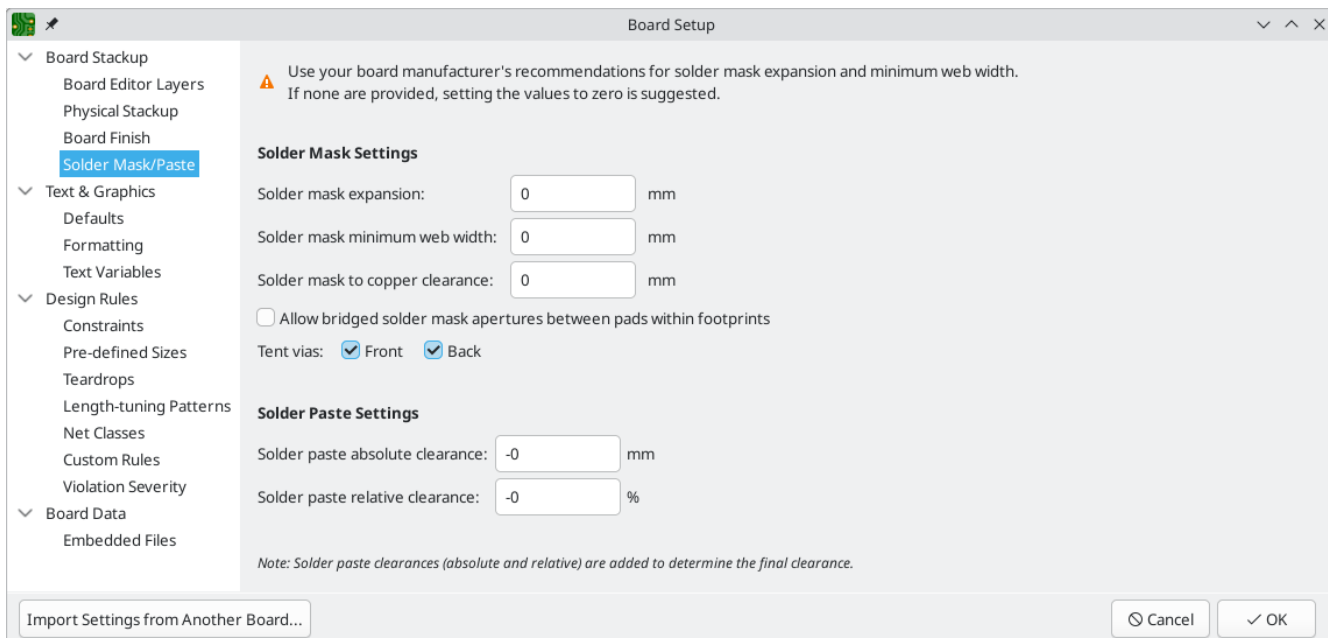 Board Setup
Board Stackup
Board Editor Layers
Physical Stackup
Board Finish
Solder Mask/Paste
Text & Graphics
Defaults
Formatting
Text Variables
Design Rules
Constraints
Pre-defined Sizes
Teardrops
Length-tuning Patterns
Net Classes
Custom Rules
Violation Severity
Board Data
Embedded Files
Use your board manufacturer's recommendations for solder mask expansion and minimum web width.
If none are provided, setting the values to zero is suggested.
Solder Mask Settings
Solder mask expansion: 0 mm
Solder mask minimum web width: 0 mm
Solder mask to copper clearance: 0 mm
Allow bridged solder mask apertures between pads within footprints
Tent vias: Front Back
Solder Paste Settings
Solder paste absolute clearance: -0 mm
Solder paste relative clearance: -0 %
Note: Solder paste clearances (absolute and relative) are added to determine the final clearance.
Import Settings from Another Board... Cancel OK